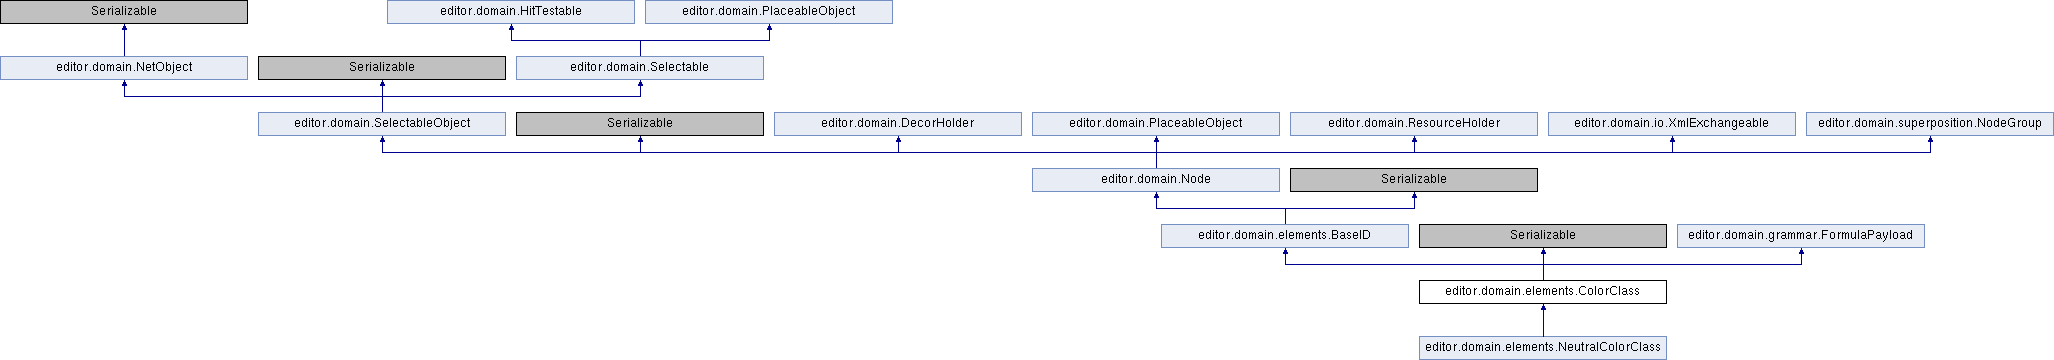 Serializable
editor.domain.HitTestable
editor.domain.PlaceableObject
editor.domain.NetObject
Serializable
editor.domain.Selectable
editor.domain.SelectableObject
Serializable
editor.domain.DecorHolder
editor.domain.PlaceableObject
editor.domain.ResourceHolder
editor.domain.io.XmlExchangeable
editor.domain.superposition.NodeGroup
editor.domain.Node
Serializable
editor.domain.elements.BaseID
Serializable
editor.domain.grammar.FormulaPayload
editor.domain.elements.ColorClass
editor.domain.elements.NeutralColorClass